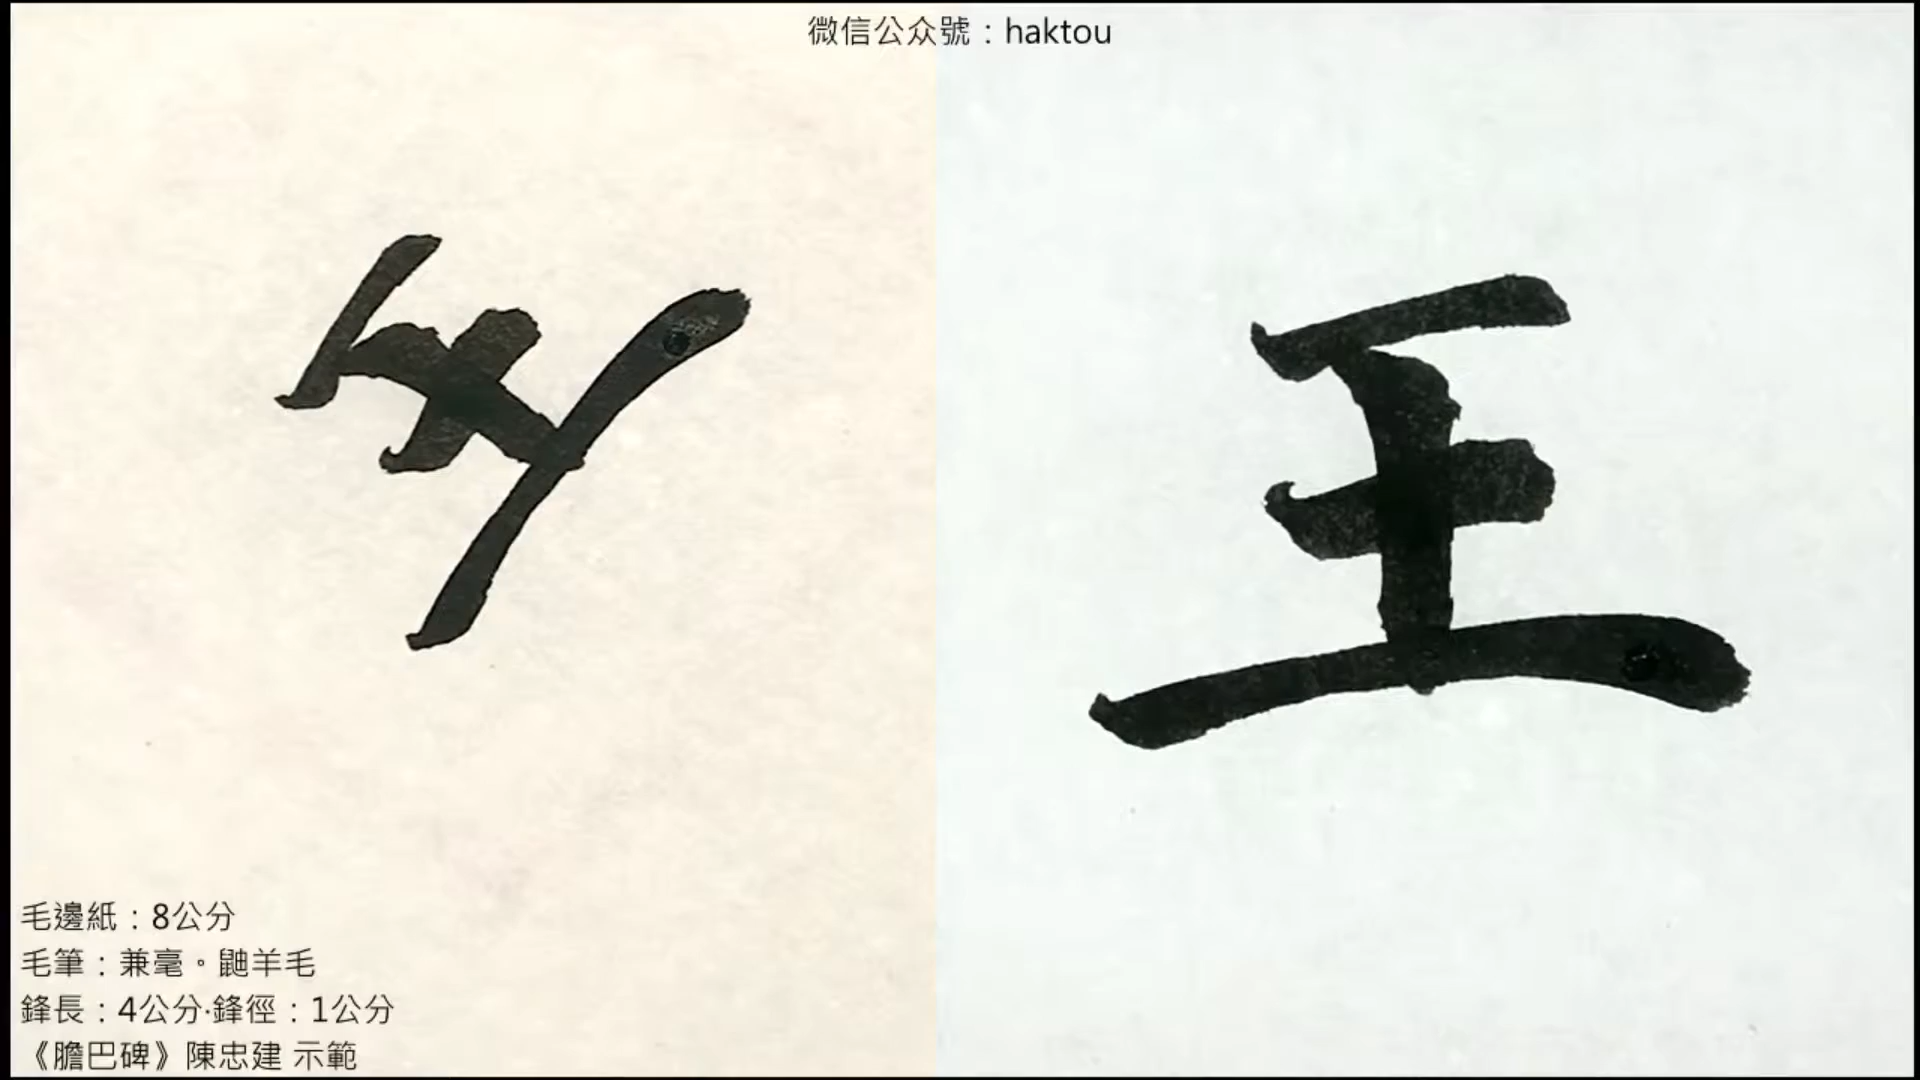 微信公众號：haktou
王
王
毛邊紙：8公分
毛筆：兼毫。鼬羊毛
鋒長：4公分·鋒徑：1公分
《膽巴碑》陳忠建 示範